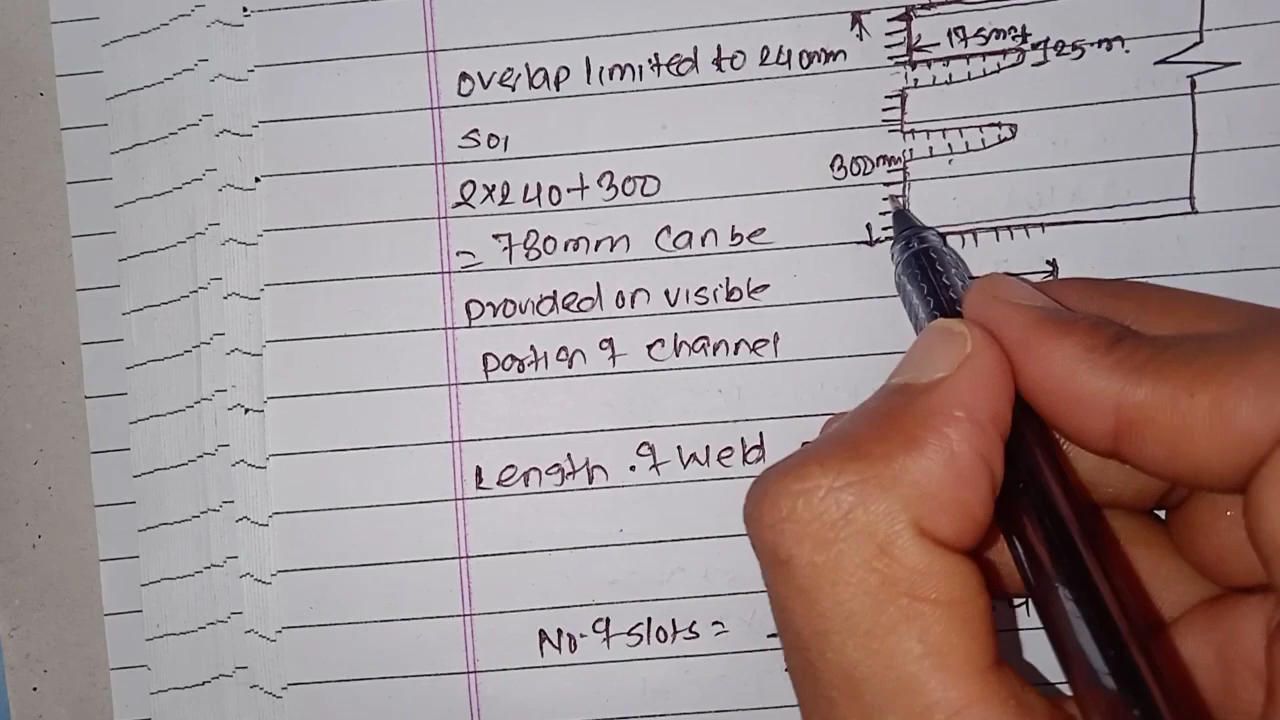 overlap limited to 240mm
so,
2×240+300
= 780mm can be
provided on visible
portion of channel
Length of weld
No. of slots =
175mm
25m.
300mm